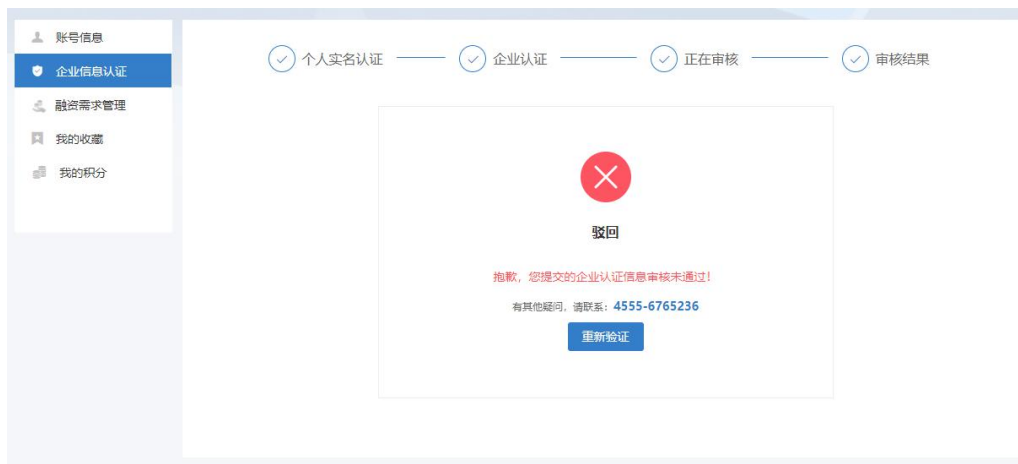 账号信息
企业信息认证
融资需求管理
我的收藏
我的积分
个人实名认证
企业认证
正在审核
审核结果
驳回
抱歉，您提交的企业认证信息审核未通过！
有其他疑问，请联系：4555-6765236
重新验证